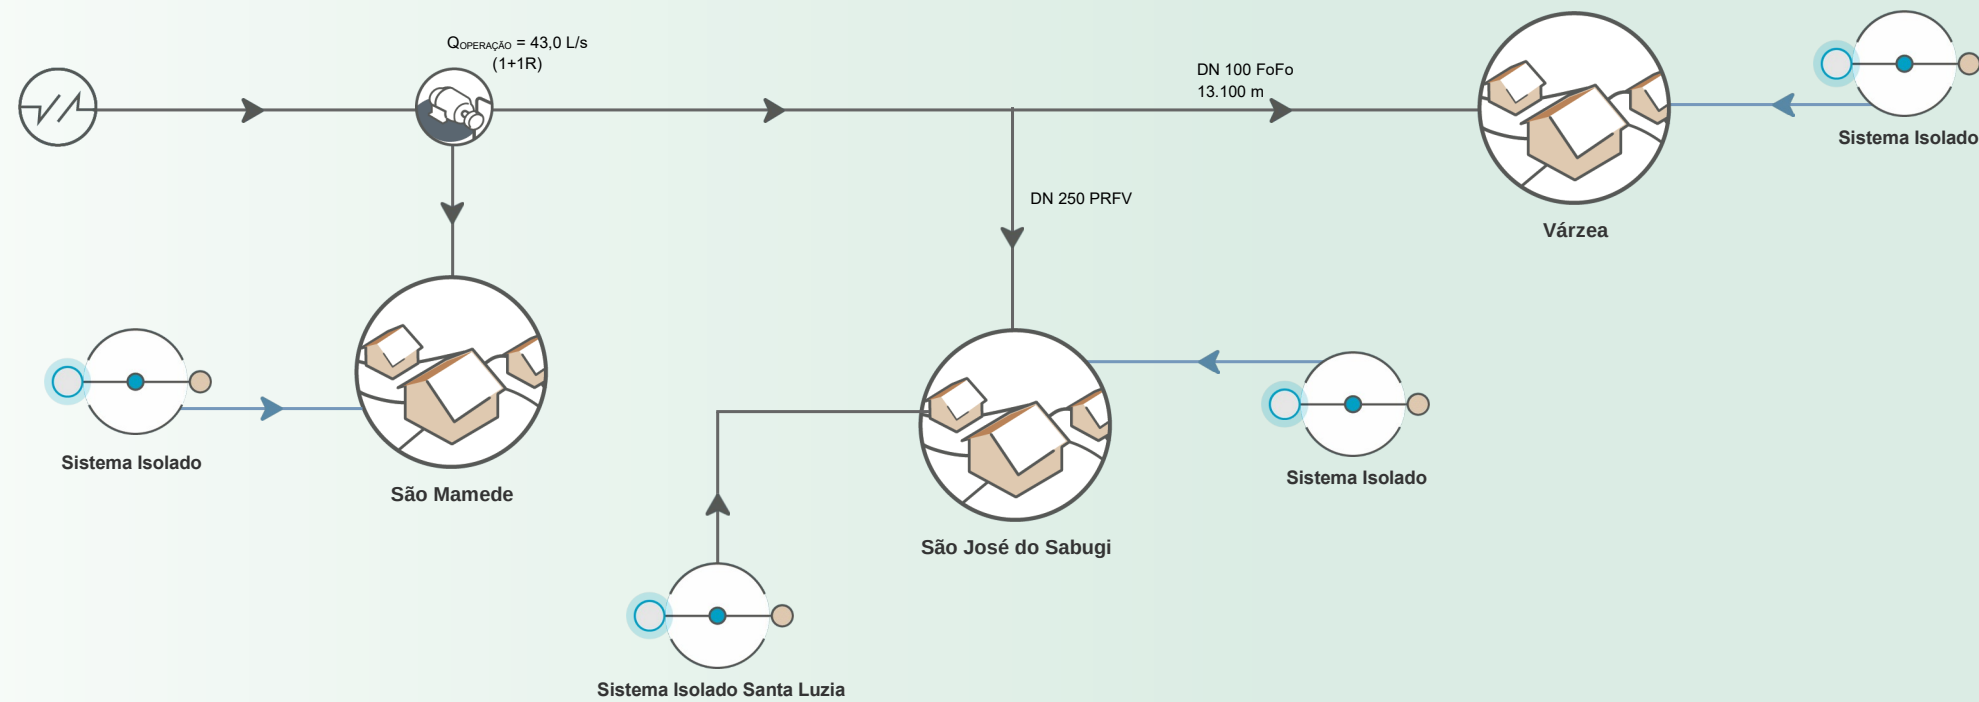 QOPERAÇÃO = 43,0 L/s
(1+1R)
DN 100 FoFo
13.100 m
Sistema Isolado
DN 250 PRFV
Várzea
Sistema Isolado
São Mamede
Sistema Isolado
São José do Sabugi
Sistema Isolado Santa Luzia